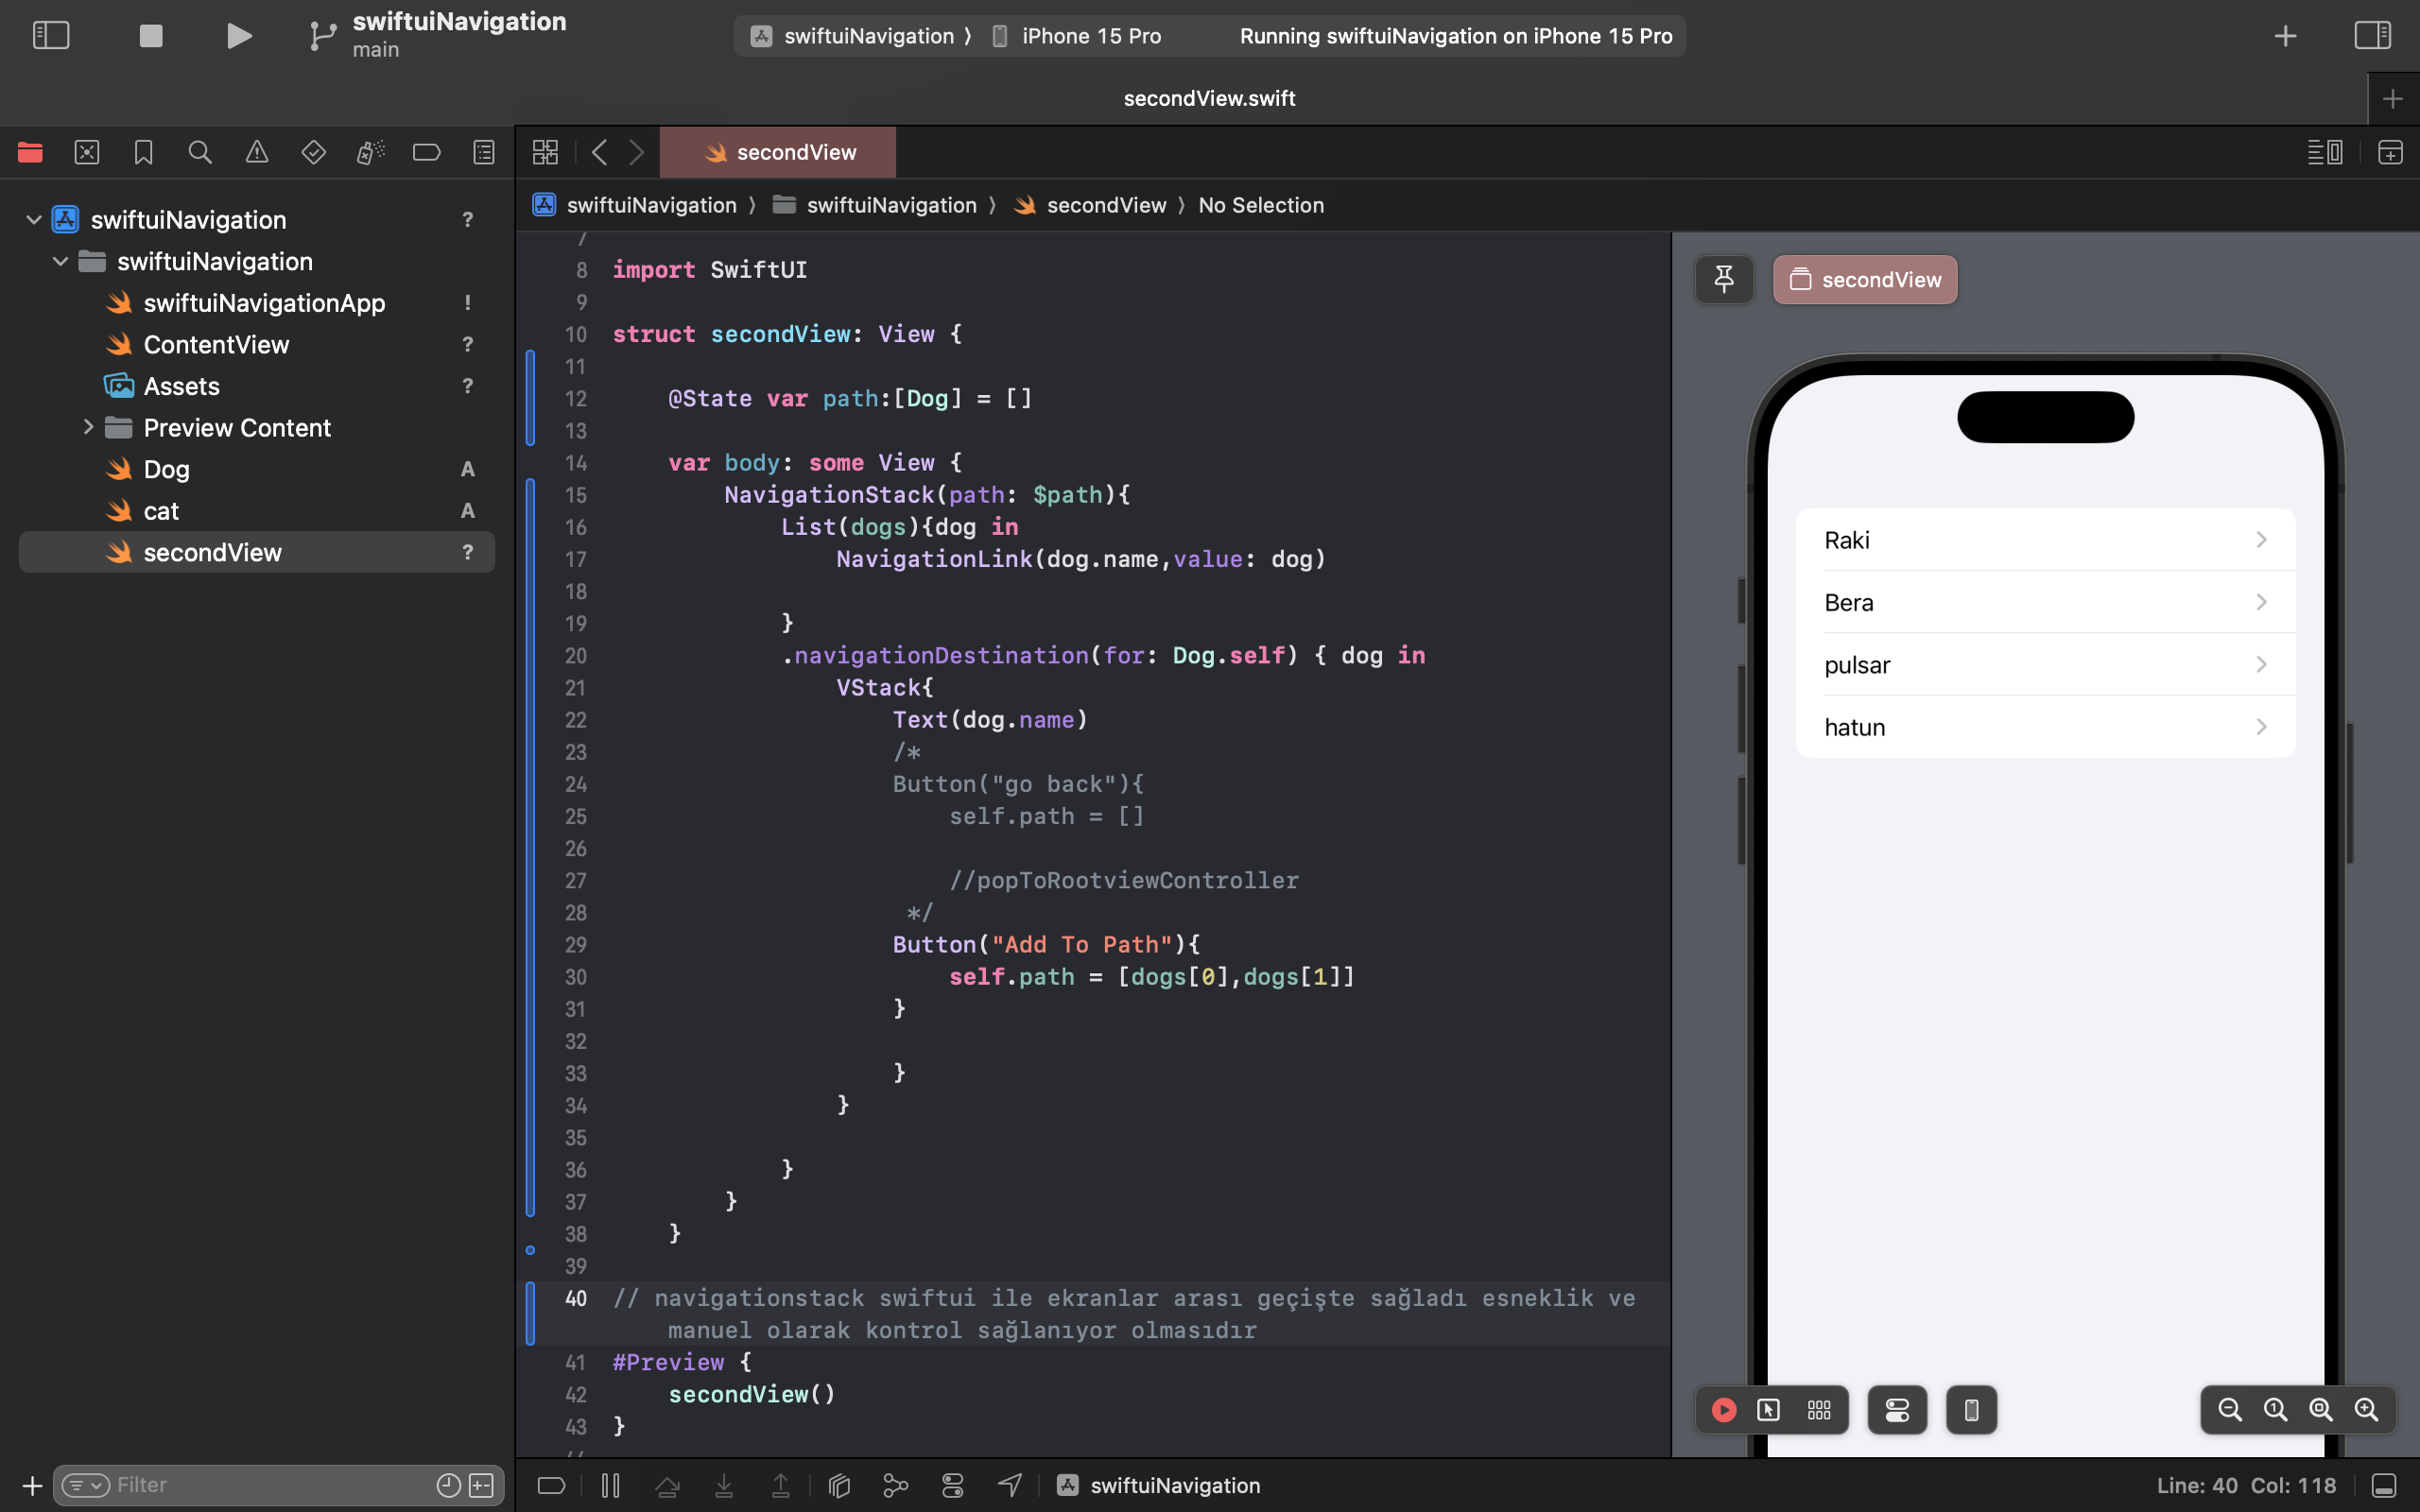 swiftuiNavigation
main
swiftuiNavigation 〉 iPhone 15 Pro
Running swiftuiNavigation on iPhone 15 Pro
secondView.swift
secondView
swiftuiNavigation 〉 swiftuiNavigation 〉 secondView 〉 No Selection
swiftuiNavigation ?
swiftuiNavigation
swiftuiNavigationApp !
ContentView ?
Assets ?
Preview Content
Dog A
cat A
secondView ?
7
8 import SwiftUI
9
10 struct secondView: View {
11
12 @State var path:[Dog] = []
13
14 var body: some View {
15 NavigationStack(path: $path){
16 List(dogs){dog in
17 NavigationLink(dog.name,value: dog)
18
19 }
20 .navigationDestination(for: Dog.self) { dog in
21 VStack{
22 Text(dog.name)
23 /*
24 Button("go back"){
25 self.path = []
26
27 //popToRootviewController
28 */
29 Button("Add To Path"){
30 self.path = [dogs[0],dogs[1]]
31 }
32
33 }
34 }
35
36 }
37 }
38 }
39
40 // navigationstack swiftui ile ekranlar arası geçişte sağladı esneklik ve
manuel olarak kontrol sağlanıyor olmasıdır
41 #Preview {
42 secondView()
43 }
secondView
Raki
Bera
pulsar
hatun
Filter
swiftuiNavigation
Line: 40 Col: 118